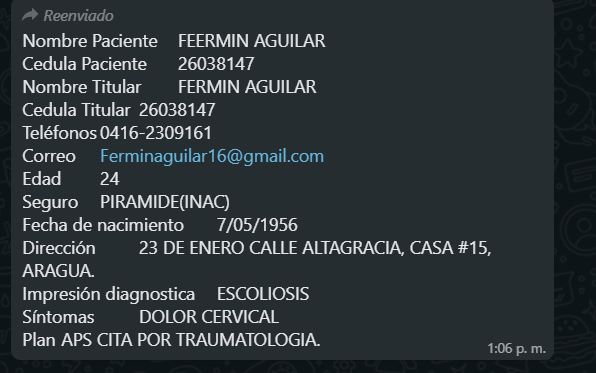 Reenviado
Nombre Paciente FEERMIN AGUILAR
Cedula Paciente 26038147
Nombre Titular FERMIN AGUILAR
Cedula Titular 26038147
Teléfonos 0416-2309161
Correo Ferminaguilar16@gmail.com
Edad 24
Seguro PIRAMIDE(INAC)
Fecha de nacimiento 7/05/1956
Dirección 23 DE ENERO CALLE ALTAGRACIA, CASA #15,
ARAGUA.
Impresión diagnostica ESCOLIOSIS
Síntomas DOLOR CERVICAL
Plan APS CITA POR TRAUMATOLOGIA.
1:06 p. m.